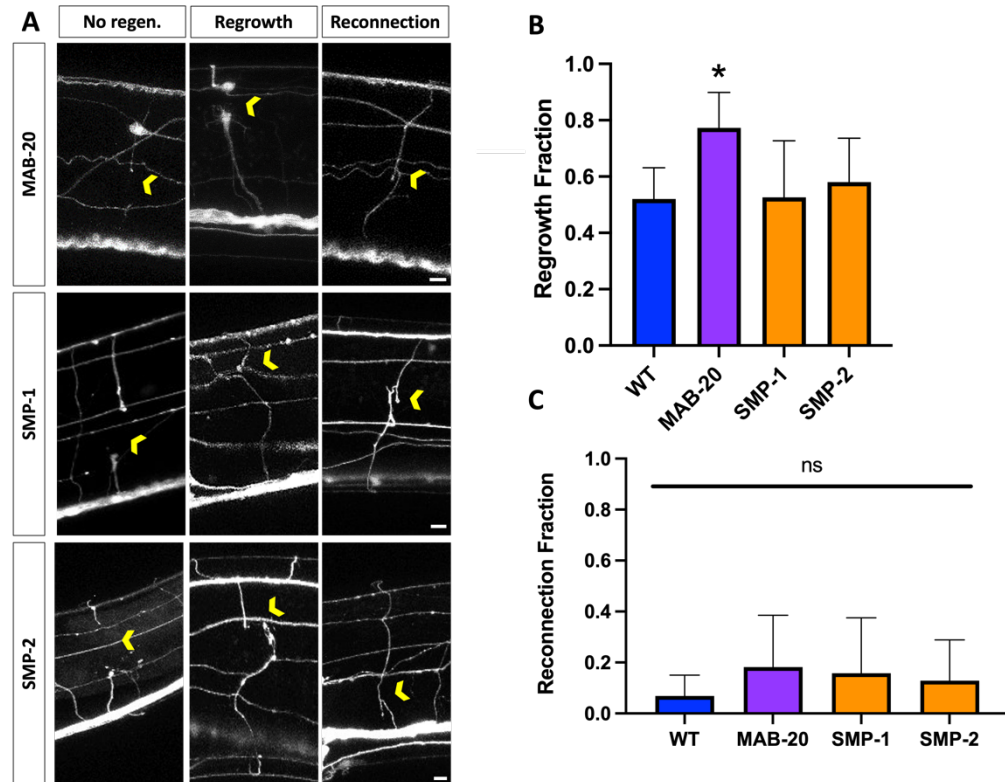 A
No regen.
Regrowth
Reconnection
MAB-20
SMP-1
SMP-2
B
Regrowth Fraction
1.0
0.8
0.6
0.4
0.2
0.0
*
WT
MAB-20
SMP-1
SMP-2
C
Reconnection Fraction
1.0
0.8
0.6
0.4
0.2
0.0
ns
WT
MAB-20
SMP-1
SMP-2